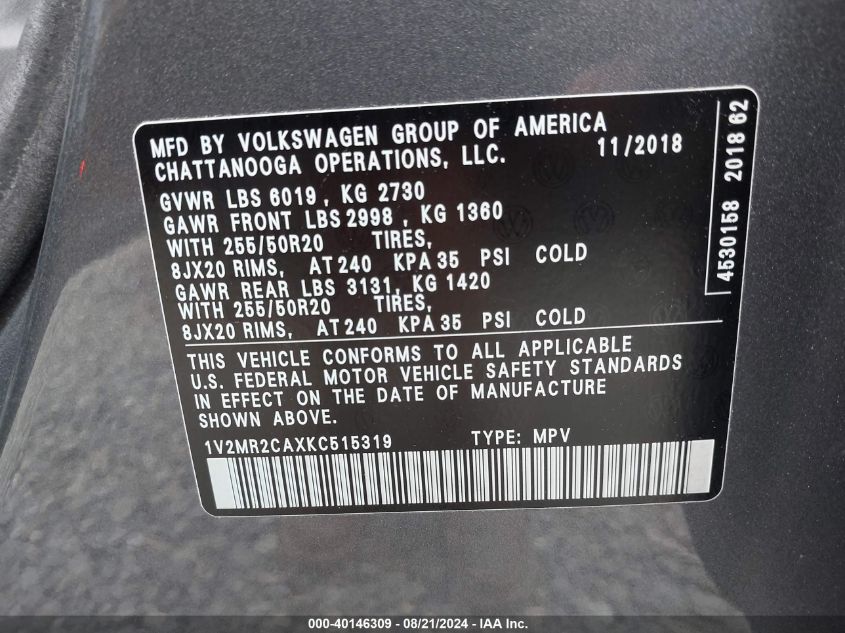 MFD BY VOLKSWAGEN GROUP OF AMERICA
CHATTANOOGA OPERATIONS, LLC. 11/2018
GVWR LBS 6019, KG 2730
GAWR FRONT LBS 2998, KG 1360
WITH 255/50R20 TIRES,
8JX20 RIMS, AT 240 KPA 35 PSI COLD
GAWR REAR LBS 3131, KG 1420
WITH 255/50R20 TIRES,
8JX20 RIMS, AT 240 KPA 35 PSI COLD
THIS VEHICLE CONFORMS TO ALL APPLICABLE
U.S. FEDERAL MOTOR VEHICLE SAFETY STANDARDS
IN EFFECT ON THE DATE OF MANUFACTURE
SHOWN ABOVE.
1V2MR2CAXKC515319 TYPE: MPV
4530158 2018 62
000-40146309 - 08/21/2024 - IAA Inc.